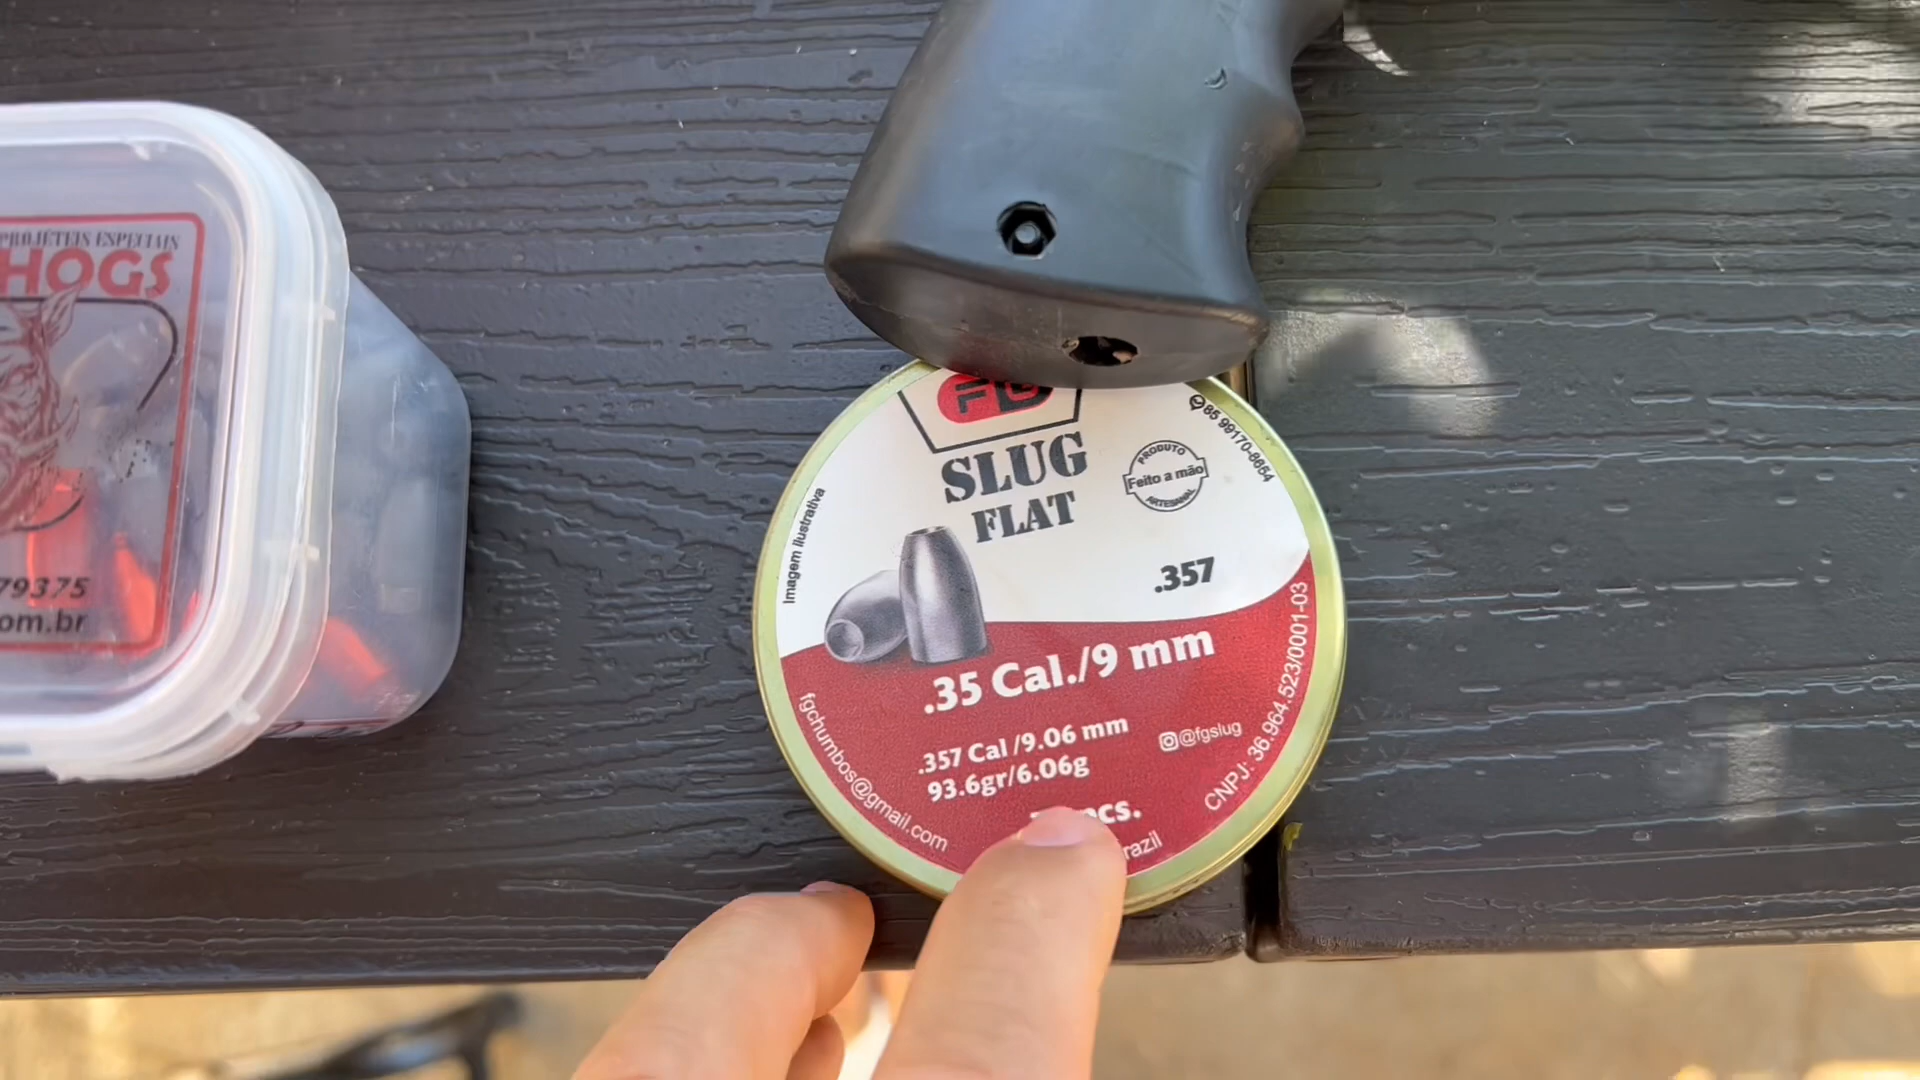 PROJÉTEIS ESPECIAIS
HOGS
79375
om.br
FG
SLUG
FLAT
PRODUTO
Feito a mão
ARTESANAL
85 99170-8654
Imagem ilustrativa
.357
.35 Cal./9 mm
.357 Cal /9.06 mm
93.6gr/6.06g
pcs.
razil
@fgslug
fgchumbos@gmail.com
CNPJ: 36.964.523/0001-03